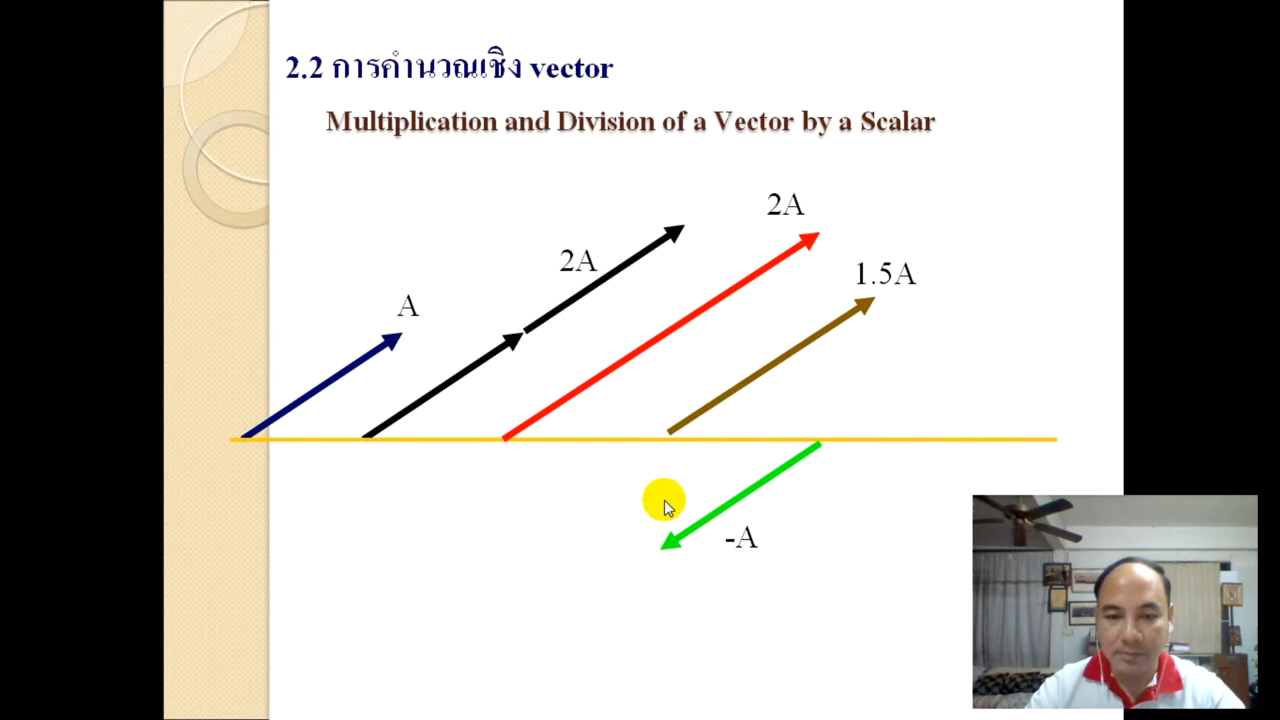 2.2 การคำนวณเชิง vector
Multiplication and Division of a Vector by a Scalar
2A
2A
1.5A
A
-A